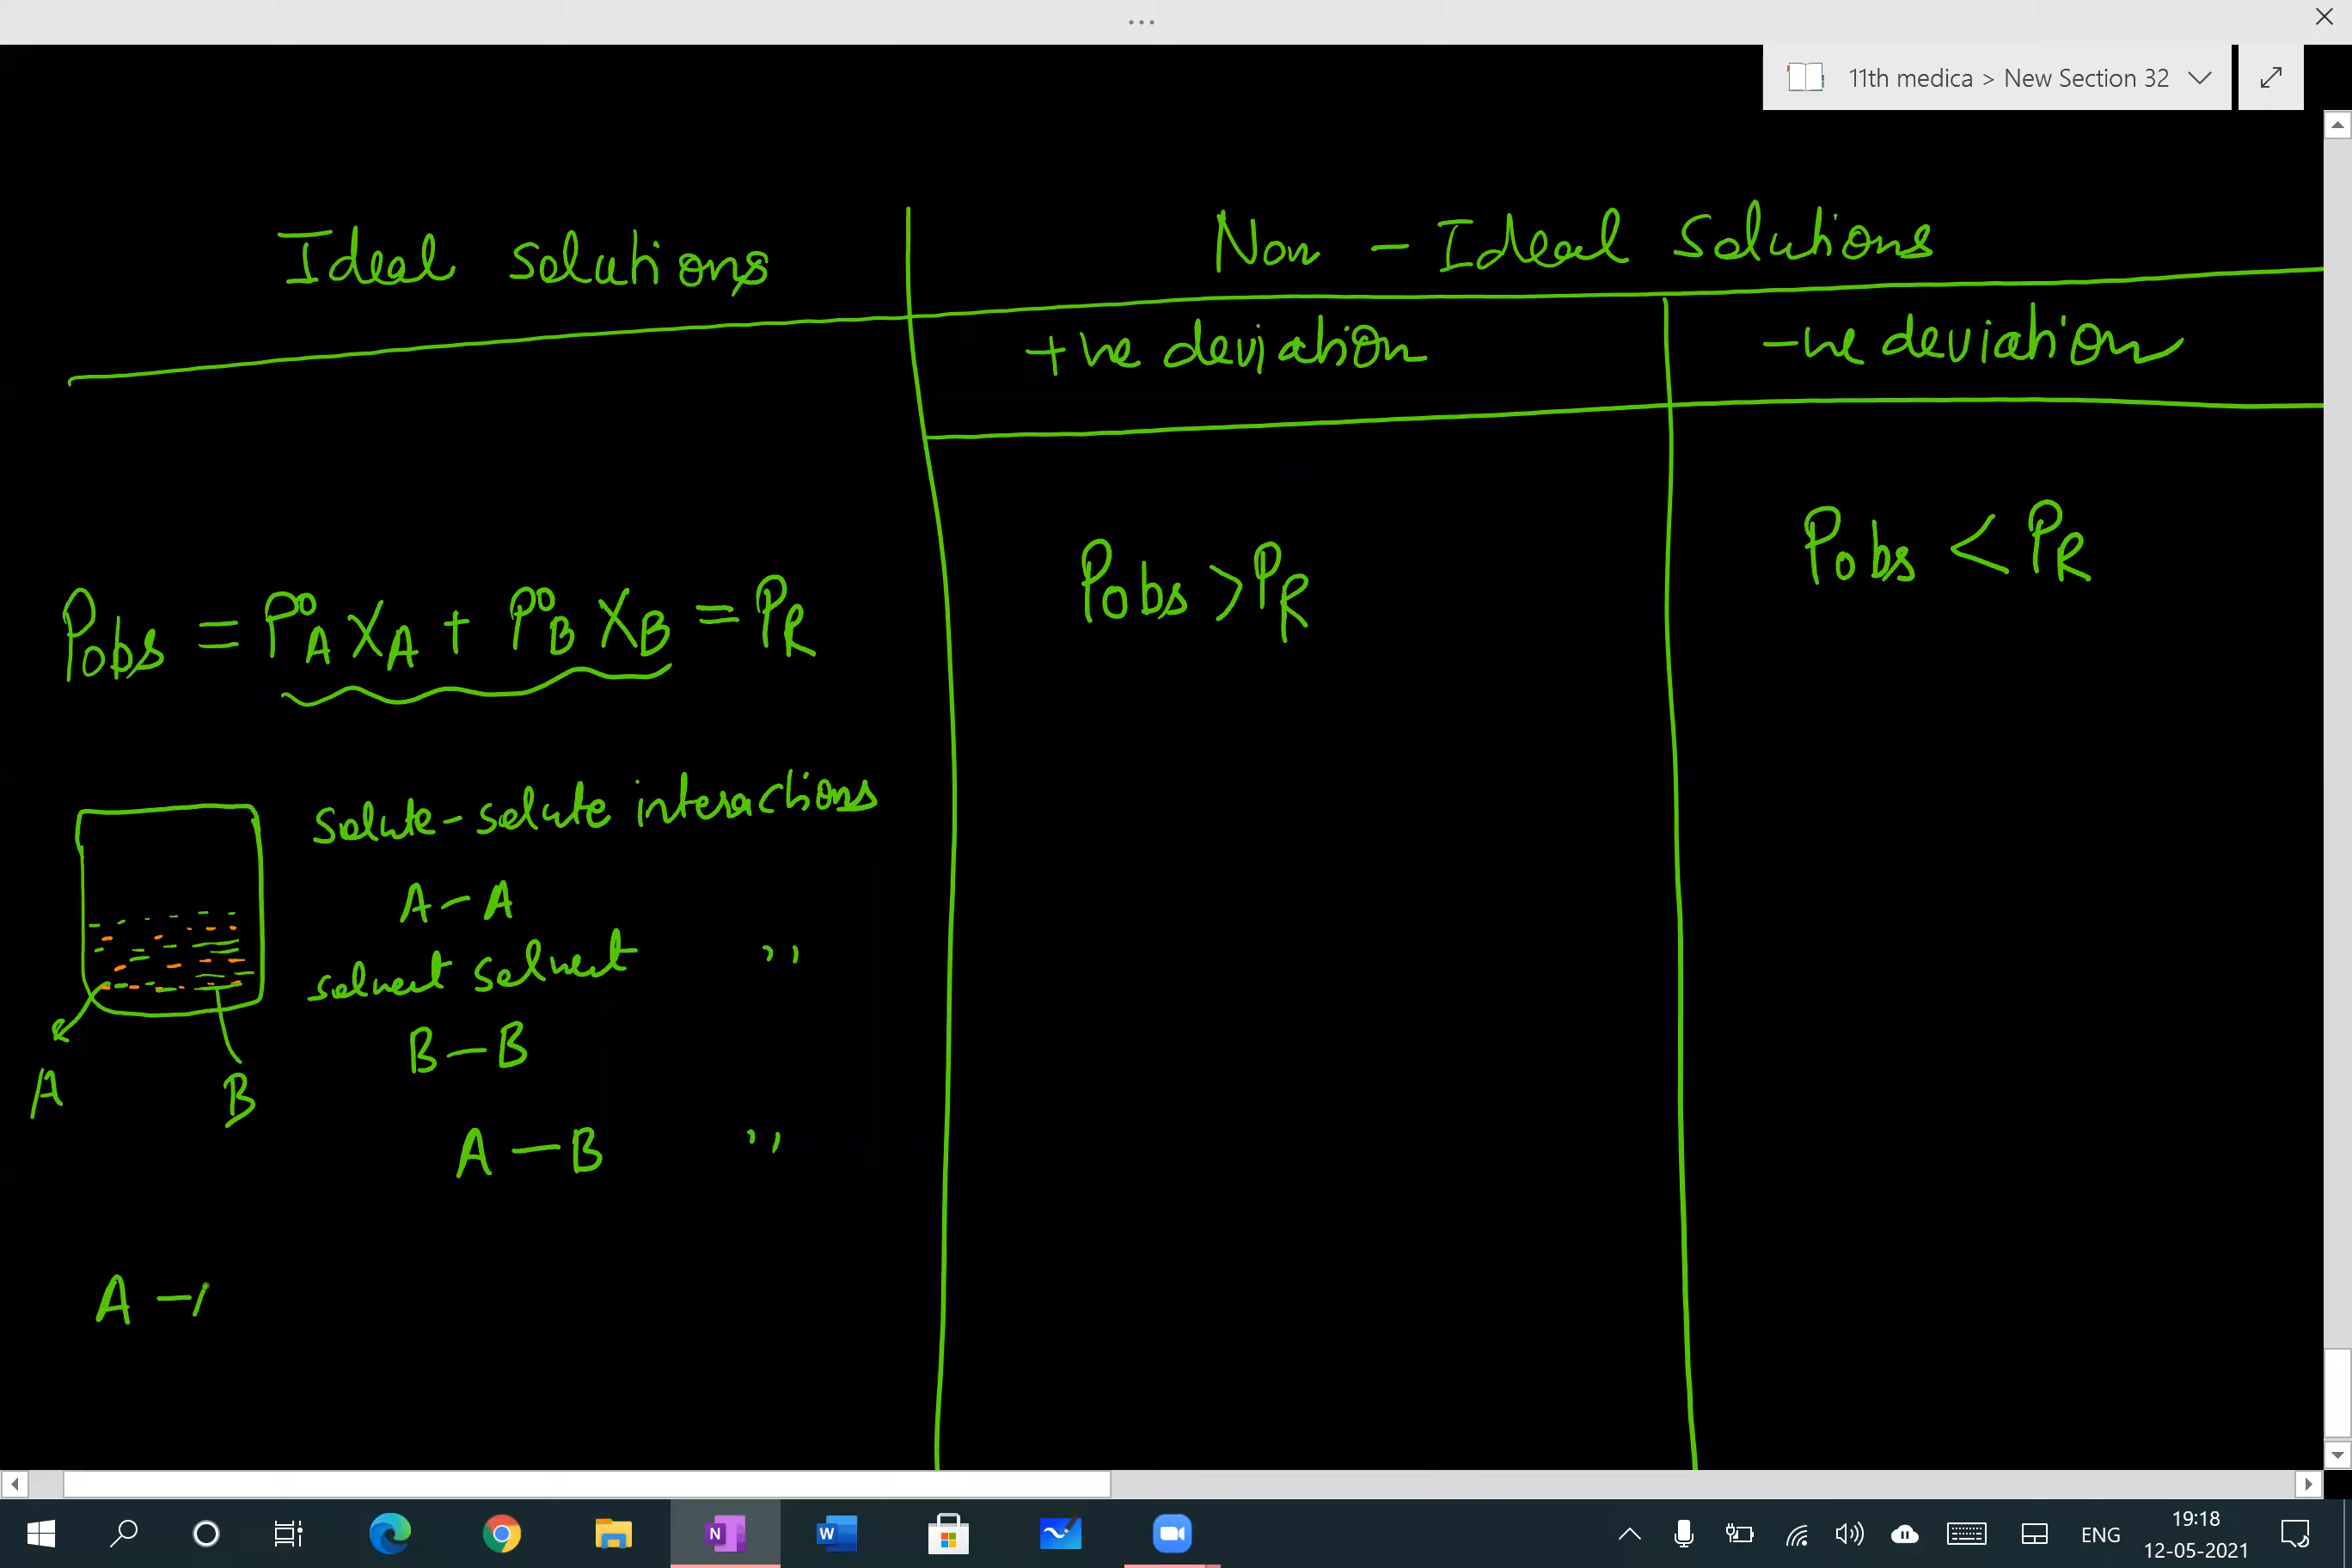 11th medica > New Section 32
Ideal solutions
Non - Ideal Solutions
+ve deviation
-ve deviation
Pobs = P°A XA + P°B XB = PR
Pobs > PR
Pobs < PR
solute-solute interactions
A - A
solvent solvent ,,
B - B
A
B
A - B ,,
A -
ENG
19:18
12-05-2021